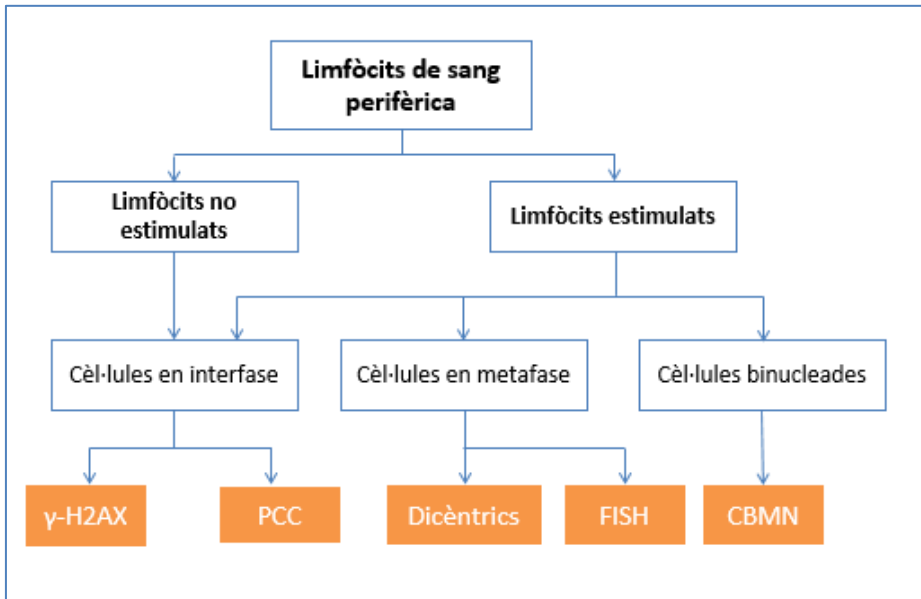 Limfòcits de sang
perifèrica
Limfòcits no
estimulats
Limfòcits estimulats
Cèl·lules en interfase
Cèl·lules en metafase
Cèl·lules binucleades
γ-H2AX
PCC
Dicèntrics
FISH
CBMN